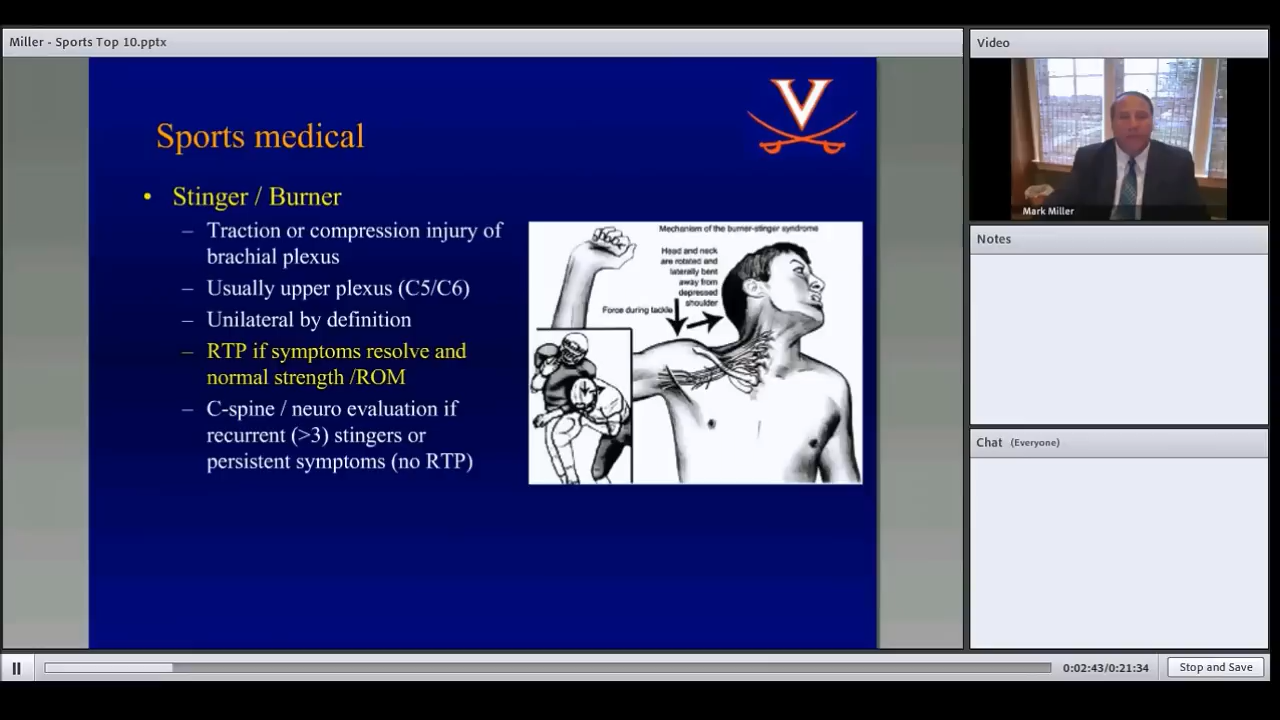 Miller - Sports Top 10.pptx
Sports medical
• Stinger / Burner
– Traction or compression injury of
brachial plexus
– Usually upper plexus (C5/C6)
– Unilateral by definition
– RTP if symptoms resolve and
normal strength /ROM
– C-spine / neuro evaluation if
recurrent (>3) stingers or
persistent symptoms (no RTP)
Mechanism of the burner-stinger syndrome
Head and neck
are rotated and
laterally bent
away from
depressed
shoulder
Force during tackle
V
Video
Mark Miller
Notes
Chat (Everyone)
0:02:43/0:21:34
Stop and Save